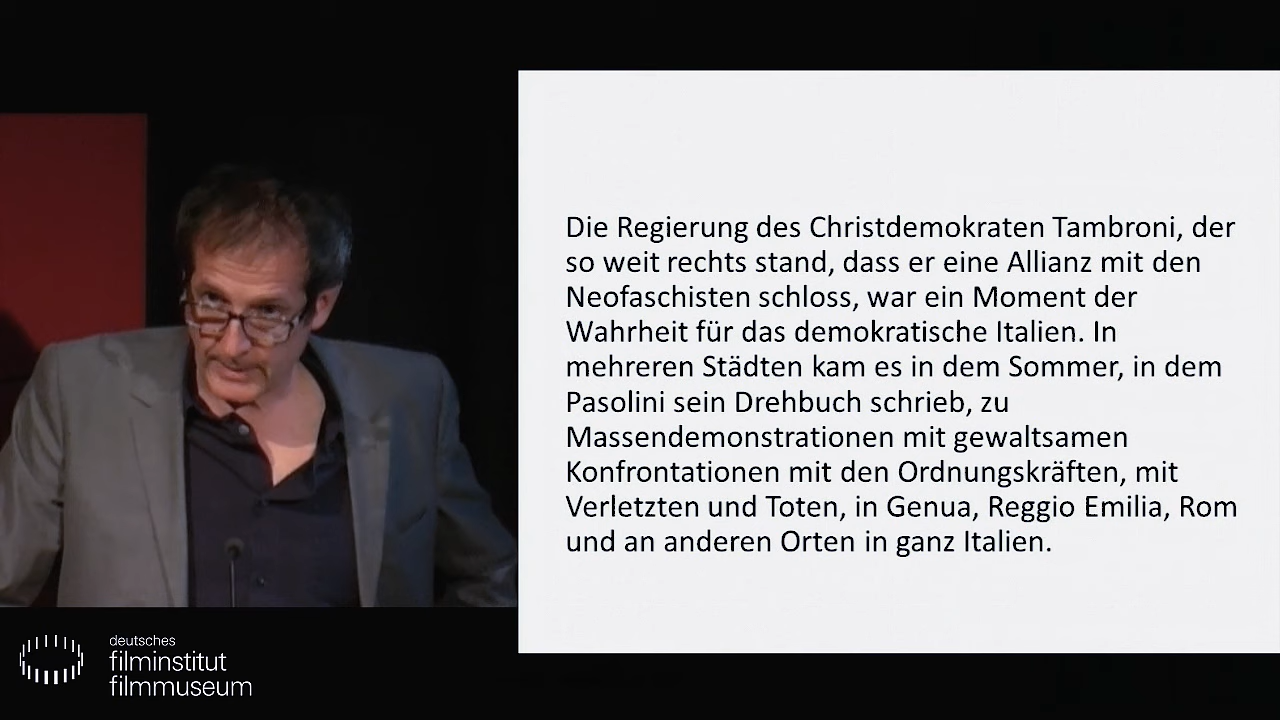 Die Regierung des Christdemokraten Tambroni, der
so weit rechts stand, dass er eine Allianz mit den
Neofaschisten schloss, war ein Moment der
Wahrheit für das demokratische Italien. In
mehreren Städten kam es in dem Sommer, in dem
Pasolini sein Drehbuch schrieb, zu
Massendemonstrationen mit gewaltsamen
Konfrontationen mit den Ordnungskräften, mit
Verletzten und Toten, in Genua, Reggio Emilia, Rom
und an anderen Orten in ganz Italien.
deutsches
filminstitut
filmmuseum